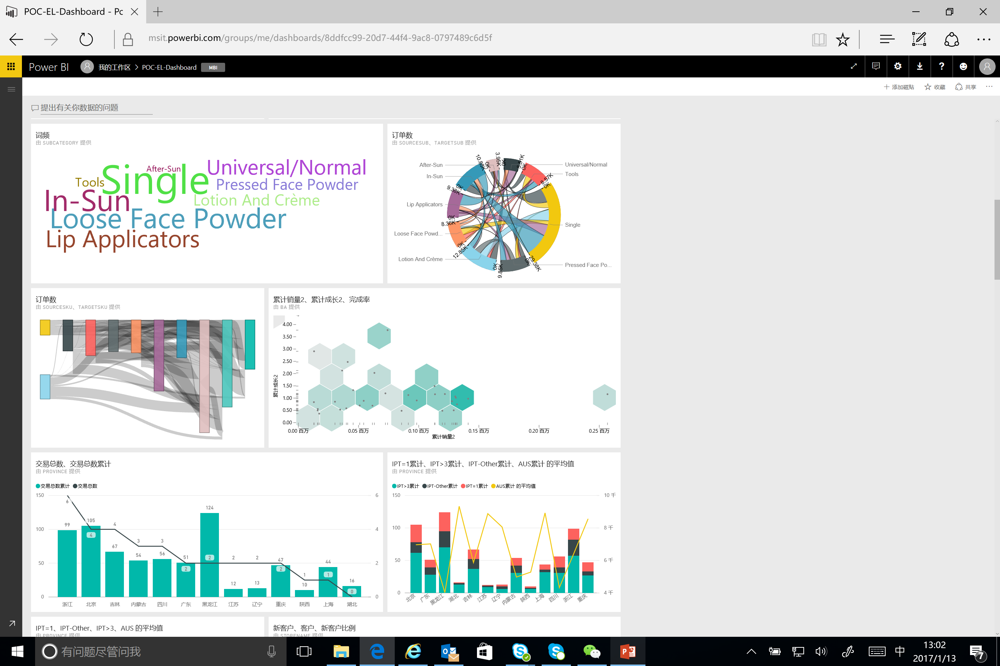 POC-EL-Dashboard - Pc
msit.powerbi.com/groups/me/dashboards/8ddfcc99-20d7-44f4-9ac8-0797489c6d5f
Power BI 我的工作区 > POC-EL-Dashboard MBI
添加磁贴 收藏 共享
提出有关你数据的问题
词频
由 SUBCATEGORY 提供
After-Sun
Single
Universal/Normal
Tools
Pressed Face Powder
In-Sun
Lotion And Crème
Loose Face Powder
Lip Applicators
订单数
由 SOURCESUB、TARGETSUB 提供
After-Sun
In-Sun
Lip Applicators
Loose Face Powd...
Lotion And Crème
Universal/Normal
Tools
Single
Pressed Face Po...
10.88K 0K
3.95K 0K
5.51K 0K
8.57K 0K
29.38K 0K
9.85K 0K
12.85K 0K
8.36K 0K
9.38K 0K
订单数
由 SOURCESKU、TARGETSKU 提供
累计销量2、累计成长2、完成率
由 BA 提供
累计成长2
4.00
3.50
3.00
2.50
2.00
1.50
1.00
0.50
0.00
0.00 百万 0.05 百万 0.10 百万 0.15 百万 0.20 百万 0.25 百万
累计销量2
交易总数、交易总数累计
由 PROVINCE 提供
交易总数累计 交易总数
150 100 50 0
6 4 2 0
99 105 67 54 56 51 124 12 13 47 10 44 16
6 4 4 3 3 2 2 2 2 2 1 1 0
浙江 北京 吉林 内蒙古 四川 广东 黑龙江 江苏 辽宁 重庆 陕西 上海 湖北
IPT=1累计、IPT>3累计、IPT-Other累计、AUS累计 的平均值
由 PROVINCE 提供
IPT>3累计 IPT-Other累计 IPT=1累计 AUS累计 的平均值
150 100 50 0
10 千 8 千 6 千 4 千
北京 广东 黑龙江 湖北 吉林 江苏 辽宁 内蒙古 陕西 上海 四川 浙江 重庆
IPT=1、IPT-Other、IPT>3、AUS 的平均值
由 PROVINCE 提供
新客户、客户、新客户比例
由 STORENAME 提供
有问题尽管问我
中
13:02
2017/1/13
7